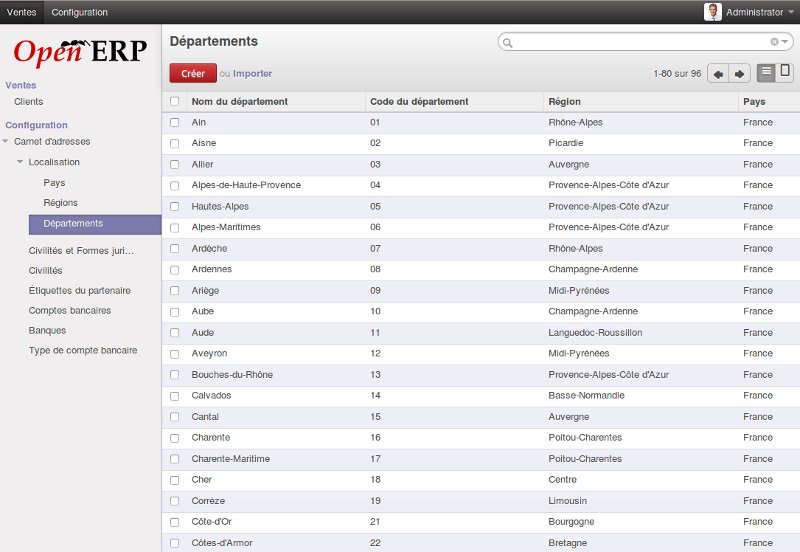 Ventes Configuration Administrator
Open ERP
Départements
Créer ou Importer 1-80 sur 96
Ventes
Clients
Configuration
Carnet d'adresses
Localisation
Pays
Régions
Départements
Civilités et Formes juri...
Civilités
Étiquettes du partenaire
Comptes bancaires
Banques
Type de compte bancaire
Nom du département Code du département Région Pays
Ain 01 Rhône-Alpes France
Aisne 02 Picardie France
Allier 03 Auvergne France
Alpes-de-Haute-Provence 04 Provence-Alpes-Côte d'Azur France
Hautes-Alpes 05 Provence-Alpes-Côte d'Azur France
Alpes-Maritimes 06 Provence-Alpes-Côte d'Azur France
Ardèche 07 Rhône-Alpes France
Ardennes 08 Champagne-Ardenne France
Ariège 09 Midi-Pyrénées France
Aube 10 Champagne-Ardenne France
Aude 11 Languedoc-Roussillon France
Aveyron 12 Midi-Pyrénées France
Bouches-du-Rhône 13 Provence-Alpes-Côte d'Azur France
Calvados 14 Basse-Normandie France
Cantal 15 Auvergne France
Charente 16 Poitou-Charentes France
Charente-Maritime 17 Poitou-Charentes France
Cher 18 Centre France
Corrèze 19 Limousin France
Côte-d'Or 21 Bourgogne France
Côtes-d'Armor 22 Bretagne France